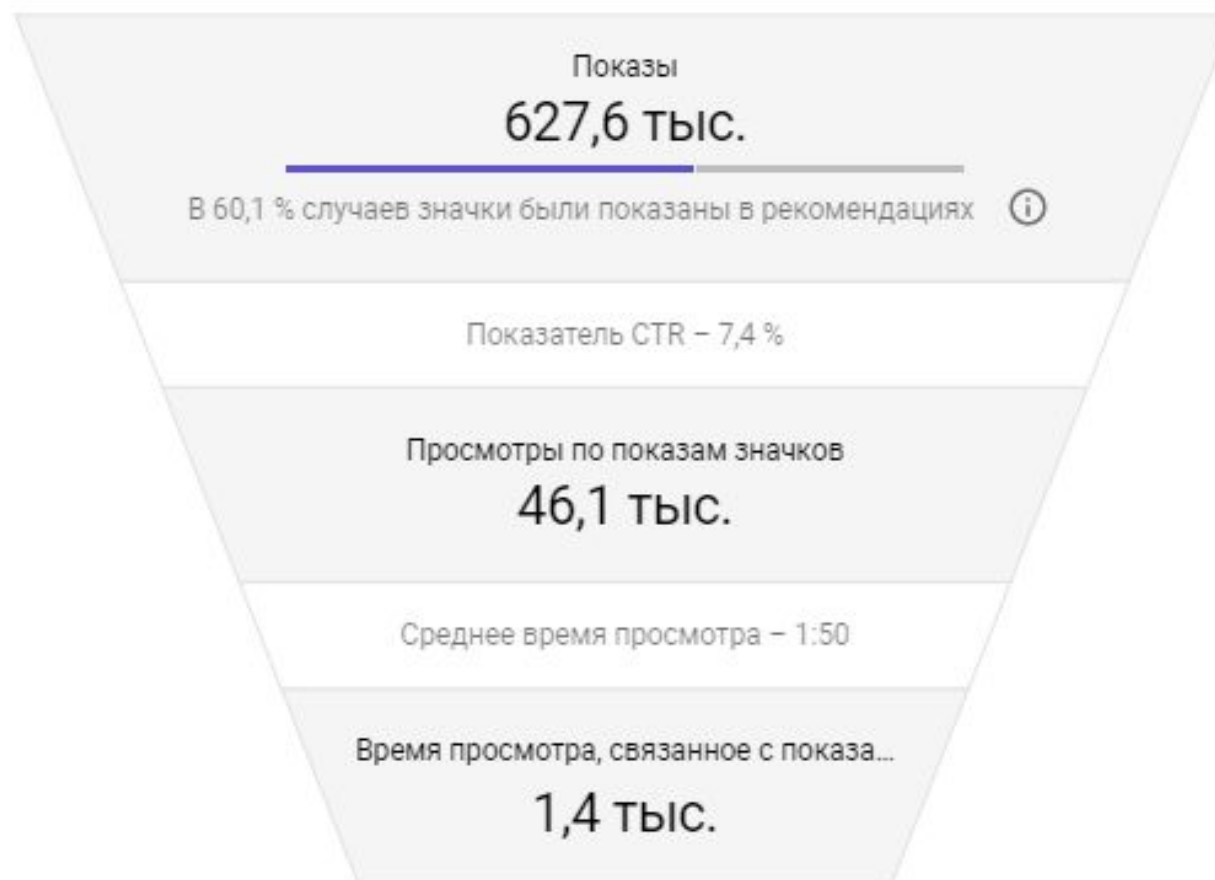 Показы
627,6 тыс.
В 60,1 % случаев значки были показаны в рекомендациях
Показатель CTR – 7,4 %
Просмотры по показам значков
46,1 тыс.
Среднее время просмотра – 1:50
Время просмотра, связанное с показа...
1,4 тыс.